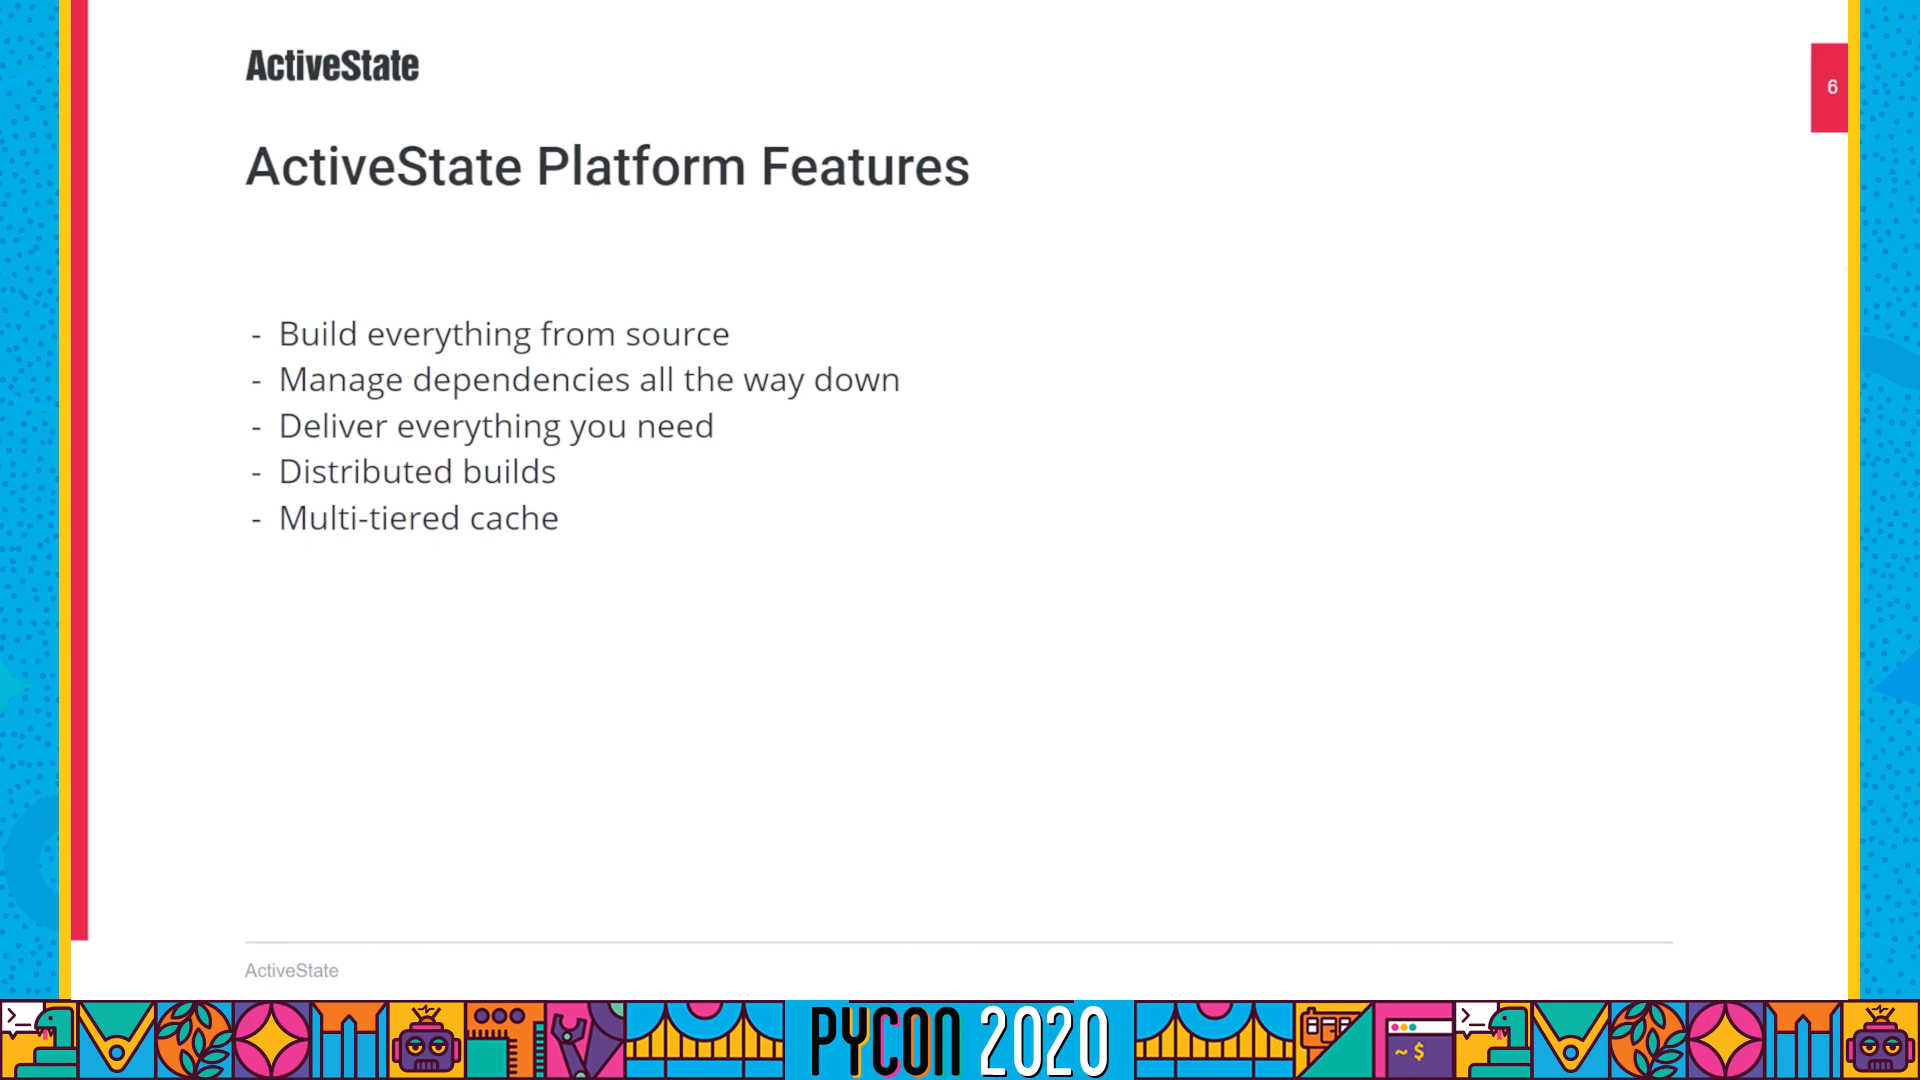 ActiveState
6
ActiveState Platform Features
- Build everything from source
- Manage dependencies all the way down
- Deliver everything you need
- Distributed builds
- Multi-tiered cache
ActiveState
PYCON 2020
~ $